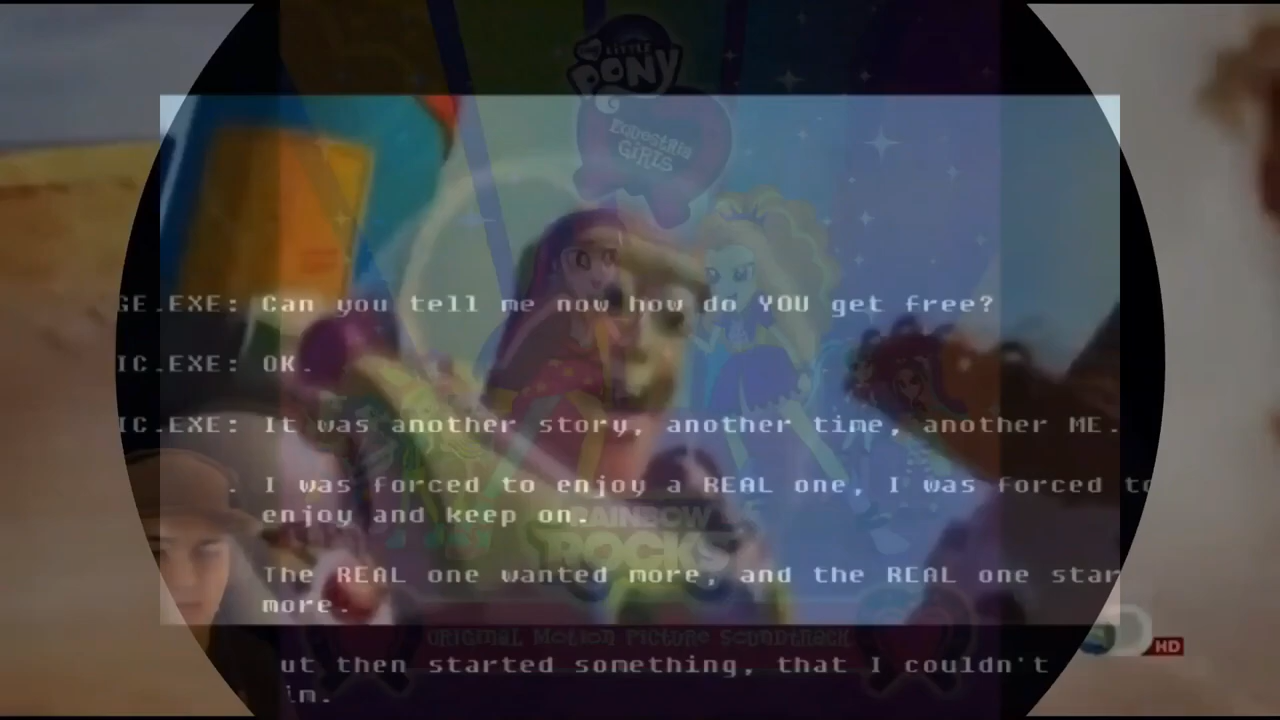 my LITTLE
PONY
EQUESTRIA
GIRLS
GE.EXE: Can you tell me now how do YOU get free?
IC.EXE: OK.
IC.EXE: It was another story, another time, another ME.
. I was forced to enjoy a REAL one, I was forced to
enjoy and keep on.
RAINBOW
ROCKS
The REAL one wanted more, and the REAL one star
more.
ORIGINAL MOTION PICTURE SOUNDTRACK
HD
ut then started something, that I couldn't
im.